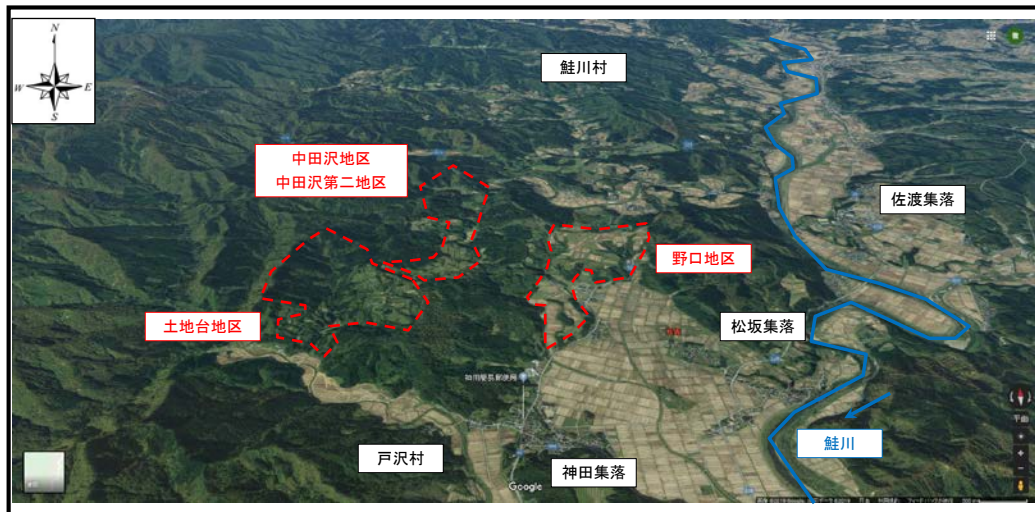 N
W E
S
鮭川村
中田沢地区
中田沢第二地区
佐渡集落
野口地区
土地台地区
松坂集落
鮭川
戸沢村
神田集落
Google